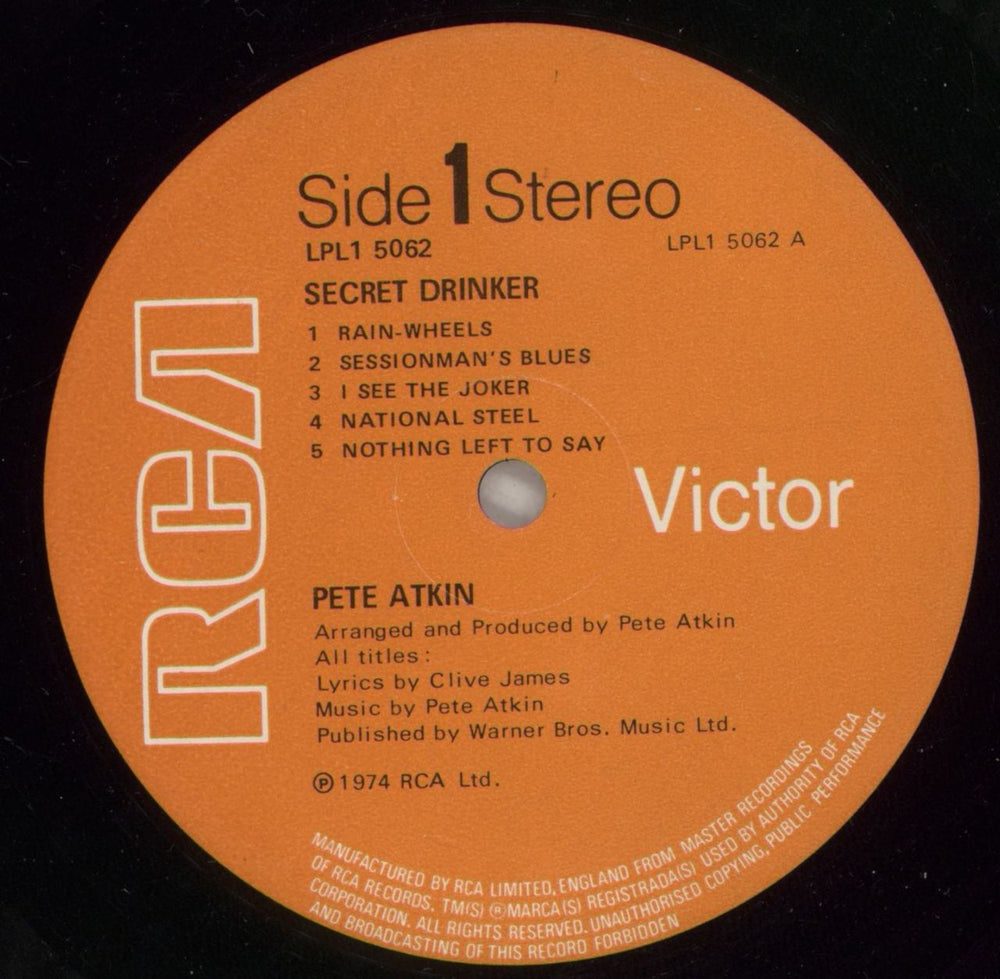 Side 1 Stereo
LPL1 5062
LPL1 5062 A
SECRET DRINKER
1 RAIN-WHEELS
2 SESSIONMAN'S BLUES
3 I SEE THE JOKER
4 NATIONAL STEEL
5 NOTHING LEFT TO SAY
RCA
Victor
PETE ATKIN
Arranged and Produced by Pete Atkin
All titles:
Lyrics by Clive James
Music by Pete Atkin
Published by Warner Bros. Music Ltd.
℗ 1974 RCA Ltd.
MANUFACTURED BY RCA LIMITED, ENGLAND FROM MASTER RECORDINGS
OF RCA RECORDS. TM(S) ® MARCA(S) REGISTRADA(S) USED BY AUTHORITY OF RCA
CORPORATION. ALL RIGHTS RESERVED. UNAUTHORISED COPYING, PUBLIC PERFORMANCE
AND BROADCASTING OF THIS RECORD FORBIDDEN